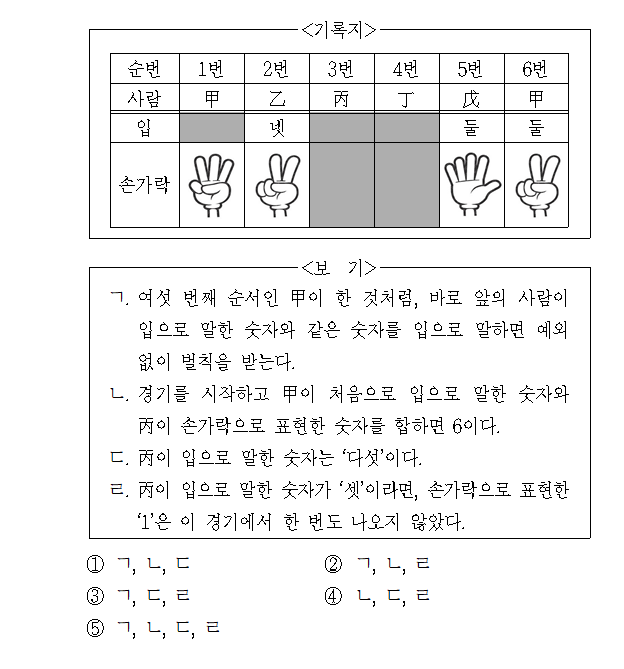 <기록지>
순번 1번 2번 3번 4번 5번 6번
사람 甲 乙 丙 丁 戊 甲
입 넷 둘 둘
손가락
<보 기>
ㄱ. 여섯 번째 순서인 甲이 한 것처럼, 바로 앞의 사람이
입으로 말한 숫자와 같은 숫자를 입으로 말하면 예외
없이 벌칙을 받는다.
ㄴ. 경기를 시작하고 甲이 처음으로 입으로 말한 숫자와
丙이 손가락으로 표현한 숫자를 합하면 6이다.
ㄷ. 丙이 입으로 말한 숫자는 ‘다섯’이다.
ㄹ. 丙이 입으로 말한 숫자가 ‘셋’이라면, 손가락으로 표현한
‘1’은 이 경기에서 한 번도 나오지 않았다.
① ㄱ, ㄴ, ㄷ ② ㄱ, ㄴ, ㄹ
③ ㄱ, ㄷ, ㄹ ④ ㄴ, ㄷ, ㄹ
⑤ ㄱ, ㄴ, ㄷ, ㄹ